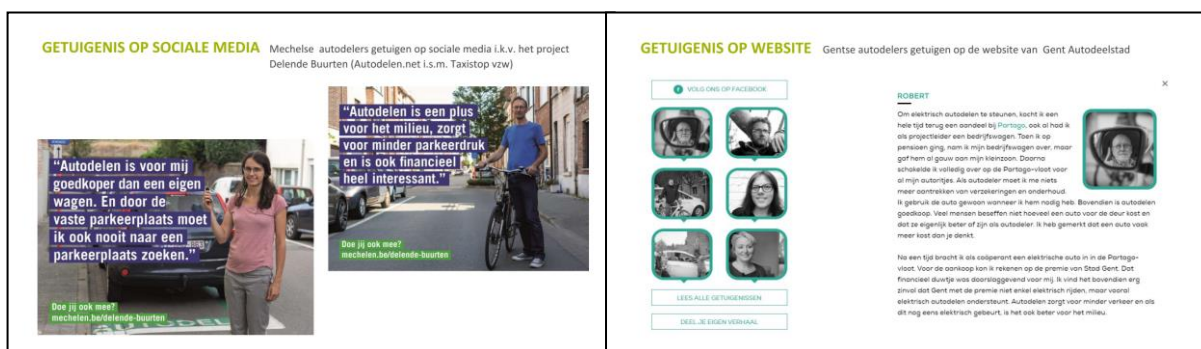 GETUIGENIS OP SOCIALE MEDIA Mechelse autodelers getuigen op sociale media i.k.v. het project
Delende Buurten (Autodelen.net i.s.m. Taxistop vzw)
“Autodelen is voor mij
goedkoper dan een eigen
wagen. En door de
vaste parkeerplaats moet
ik ook nooit naar een
parkeerplaats zoeken.”
Doe jij ook mee?
mechelen.be/delende-buurten
AUTODELEN
“Autodelen is een plus
voor het milieu, zorgt
voor minder parkeerdruk
en is ook financieel
heel interessant.”
Doe jij ook mee?
mechelen.be/delende-buurten
GETUIGENIS OP WEBSITE Gentse autodelers getuigen op de website van Gent Autodeelstad
VOLG ONS OP FACEBOOK
LEES ALLE GETUIGENISSEN
DEEL JE EIGEN VERHAAL
ROBERT
Om elektrisch autodelen te steunen, kocht ik een
hele tijd terug een aandeel bij Partago, ook al had ik
als projectleider een bedrijfswagen. Toen ik op
pensioen ging, nam ik mijn bedrijfswagen over, maar
gaf hem al gauw aan mijn kleinzoon. Daarna
schakelde ik volledig over op de Partago-vloot voor
al mijn autoritjes. Als autodeler moet ik me niets
meer aantrekken van verzekeringen en onderhoud.
Ik gebruik de auto gewoon wanneer ik hem nodig heb. Bovendien is autodelen
goedkoop. Veel mensen beseffen niet hoeveel een auto voor de deur kost en
dat ze eigenlijk beter af zijn als autodeler. Ik heb gemerkt dat een auto vaak
meer kost dan je denkt.
Na een tijd bracht ik als coöperant een elektrische auto in in de Partago-
vloot. Voor de aankoop kon ik rekenen op de premie van Stad Gent. Dat
financieel duwtje was doorslaggevend voor mij. Ik vind het bovendien erg
zinvol dat Gent met de premie niet enkel elektrisch rijden, maar vooral
elektrisch autodelen ondersteunt. Autodelen zorgt voor minder verkeer en als
dit nog eens elektrisch gebeurt, is het ook beter voor het milieu.